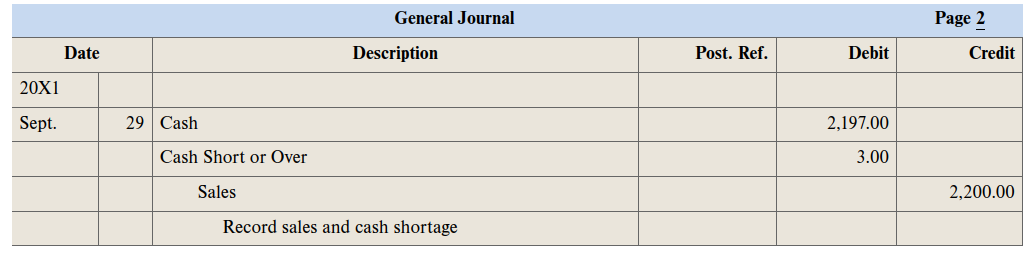 General Journal Page 2
Date Description Post. Ref. Debit Credit
20X1
Sept. 29 Cash 2,197.00
Cash Short or Over 3.00
Sales 2,200.00
Record sales and cash shortage